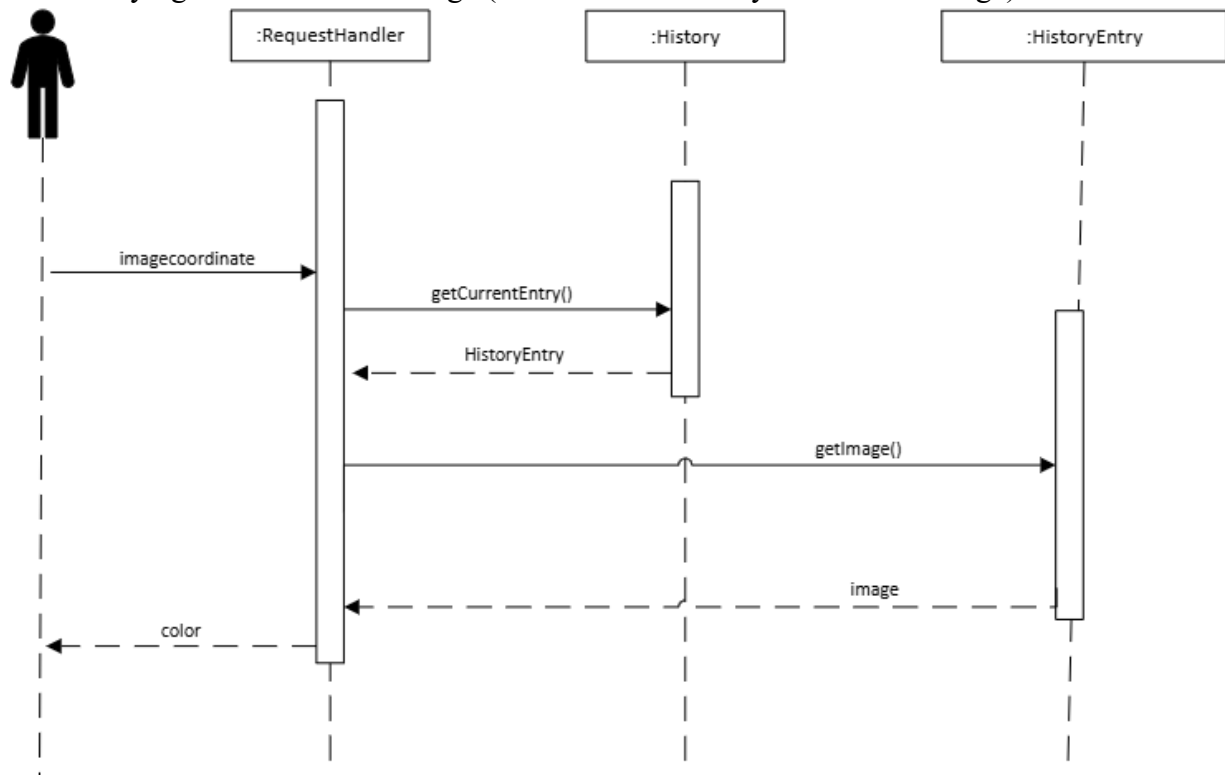 :RequestHandler
:History
:HistoryEntry
imagecoordinate
getCurrentEntry()
HistoryEntry
getImage()
image
color